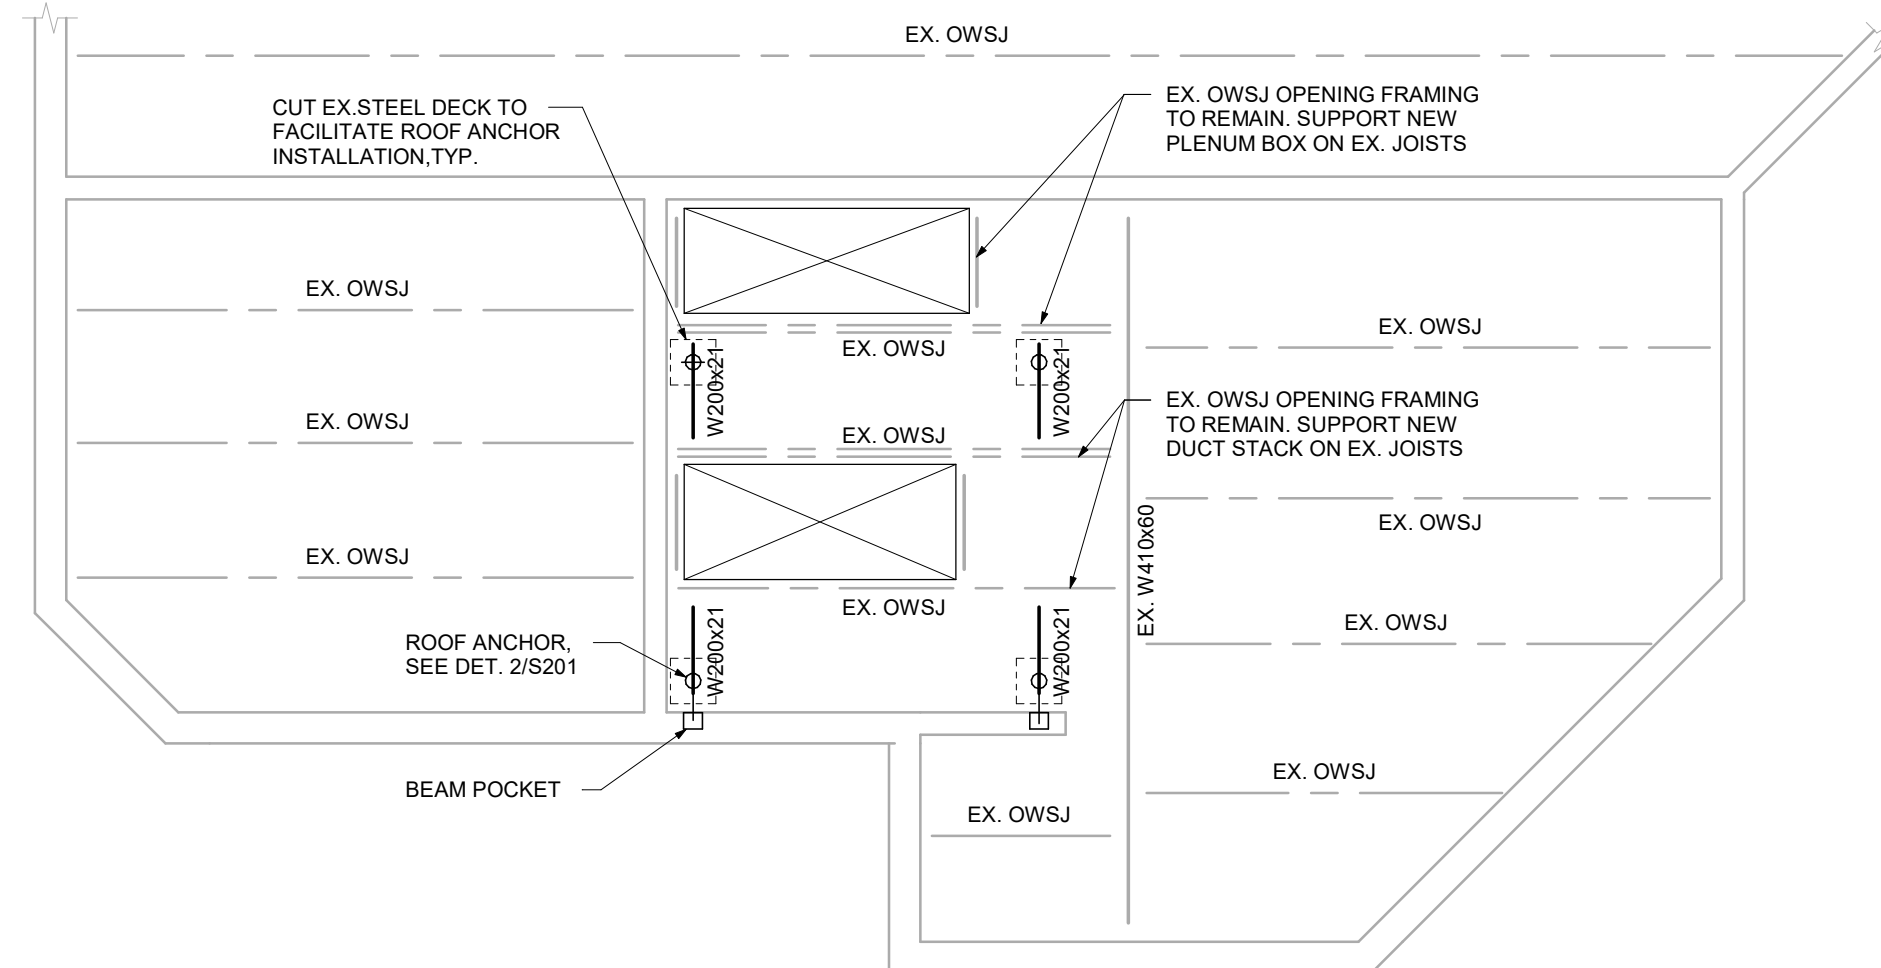 EX. OWSJ
CUT EX.STEEL DECK TO
FACILITATE ROOF ANCHOR
INSTALLATION,TYP.
EX. OWSJ OPENING FRAMING
TO REMAIN. SUPPORT NEW
PLENUM BOX ON EX. JOISTS
EX. OWSJ
EX. OWSJ
EX. OWSJ
W200x21
W200x21
EX. OWSJ OPENING FRAMING
TO REMAIN. SUPPORT NEW
DUCT STACK ON EX. JOISTS
EX. OWSJ
EX. OWSJ
EX. OWSJ
EX. W410x60
EX. OWSJ
EX. OWSJ
EX. OWSJ
ROOF ANCHOR,
SEE DET. 2/S201
W200x21
W200x21
EX. OWSJ
BEAM POCKET
EX. OWSJ